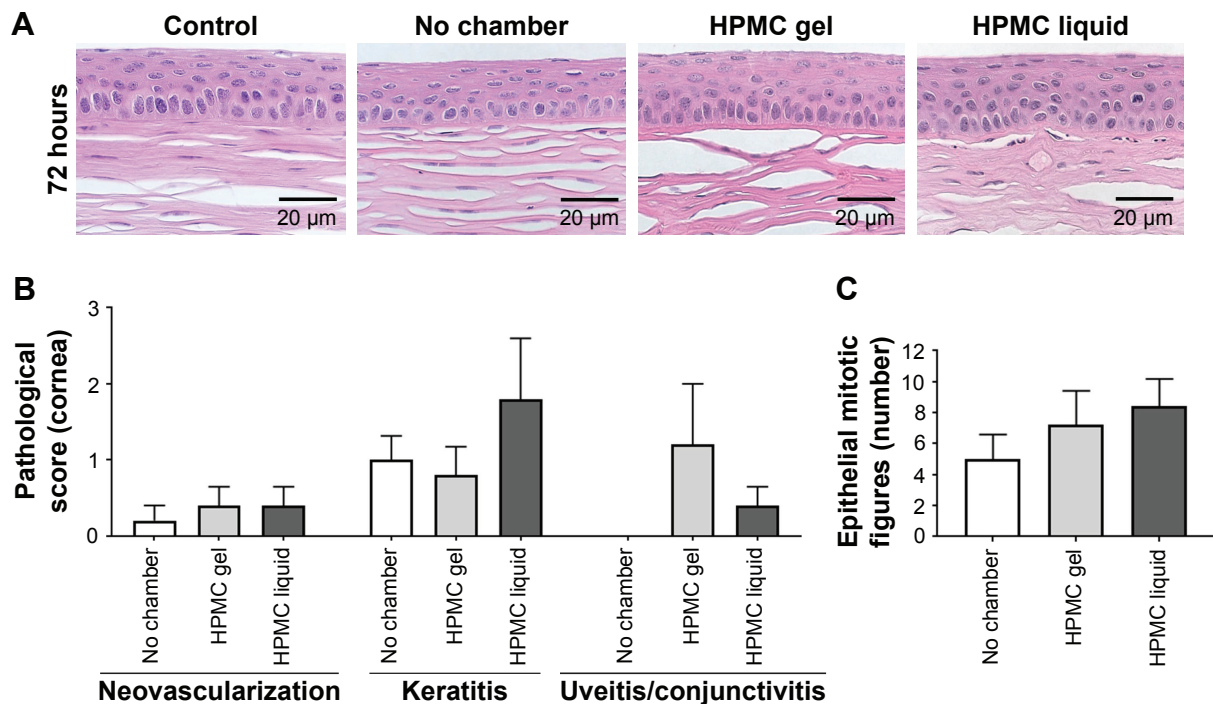 A
Control
No chamber
HPMC gel
HPMC liquid
72 hours
20 µm
20 µm
20 µm
20 µm
B
Pathological
score (cornea)
3
2
1
0
No chamber
HPMC gel
HPMC liquid
No chamber
HPMC gel
HPMC liquid
No chamber
HPMC gel
HPMC liquid
Neovascularization
Keratitis
Uveitis/conjunctivitis
C
Epithelial mitotic
figures (number)
12
10
8
6
4
2
0
No chamber
HPMC gel
HPMC liquid